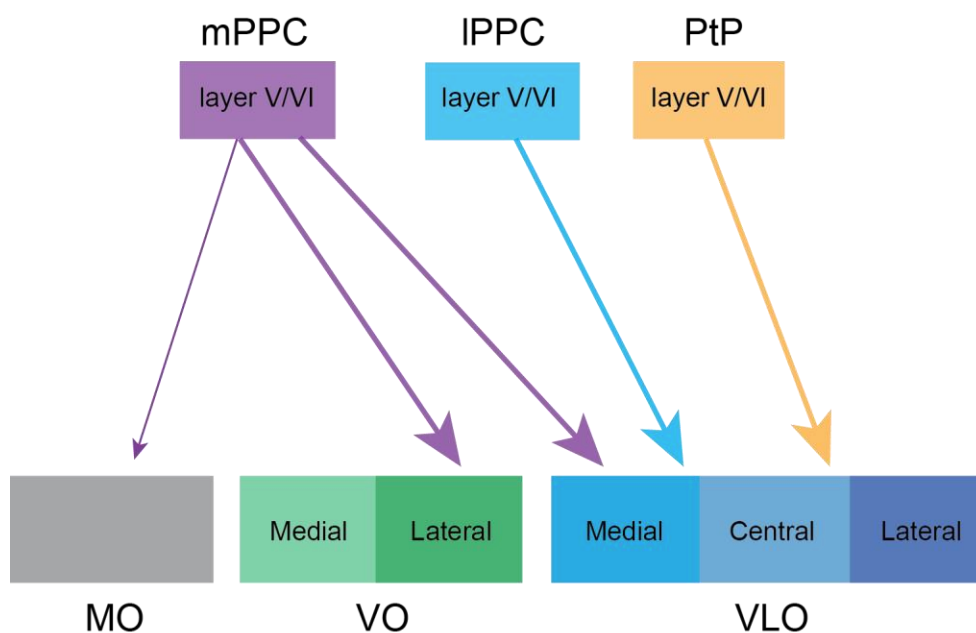 mPPC lPPC PtP
layer V/VI layer V/VI layer V/VI
Medial Lateral Medial Central Lateral
MO VO VLO